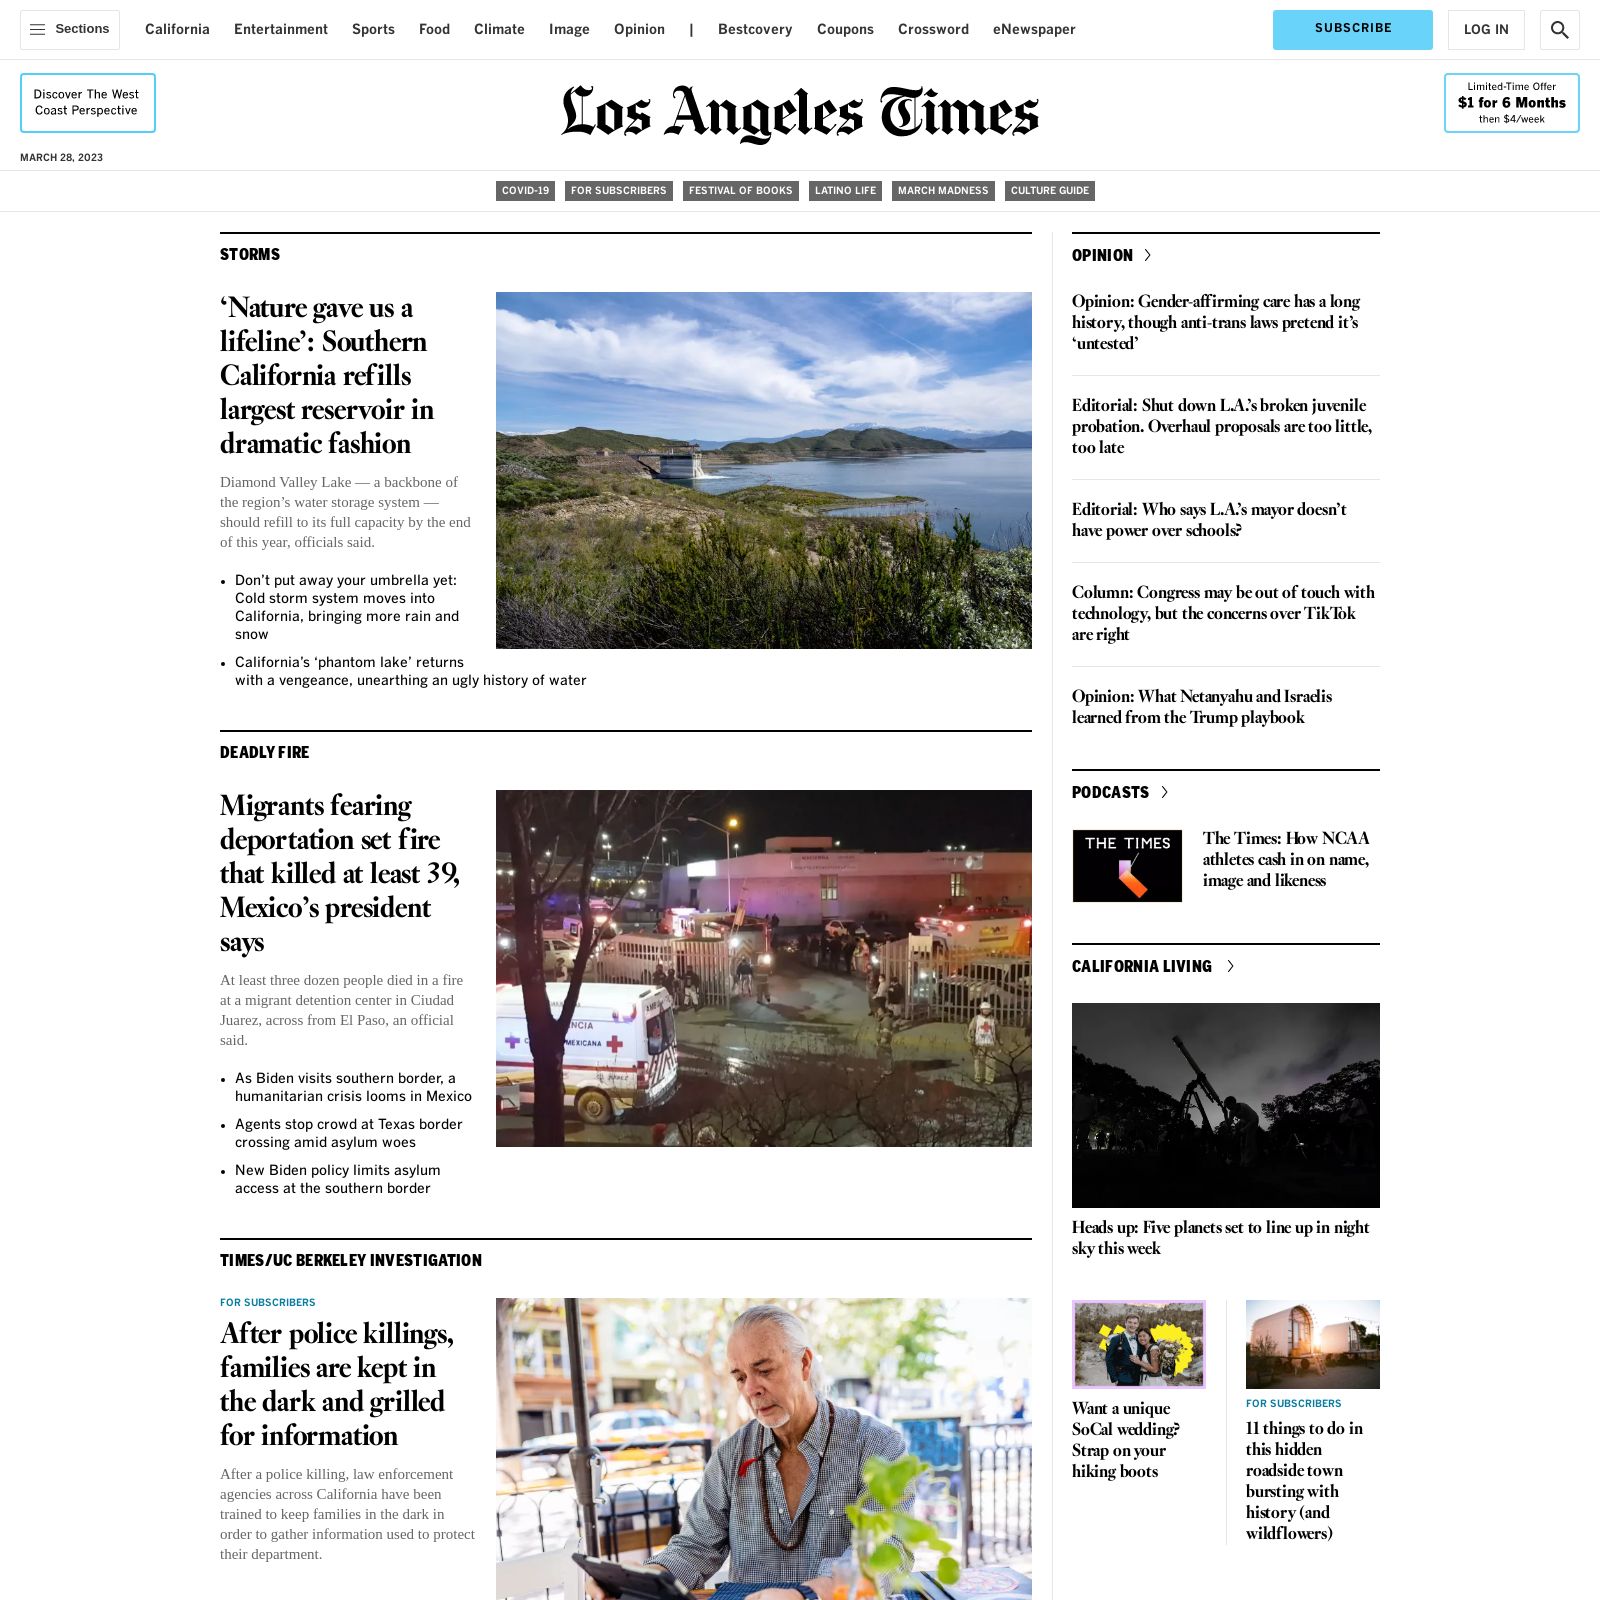 Sections
California
Entertainment
Sports
Food
Climate
Image
Opinion
|
Bestcovery
Coupons
Crossword
eNewspaper
SUBSCRIBE
LOG IN
Discover The West
Coast Perspective
Los Angeles Times
Limited-Time Offer
$1 for 6 Months
then $4/week
MARCH 28, 2023
COVID-19
FOR SUBSCRIBERS
FESTIVAL OF BOOKS
LATINO LIFE
MARCH MADNESS
CULTURE GUIDE
STORMS
‘Nature gave us a
lifeline’: Southern
California refills
largest reservoir in
dramatic fashion
Diamond Valley Lake — a backbone of
the region’s water storage system —
should refill to its full capacity by the end
of this year, officials said.
• Don’t put away your umbrella yet:
Cold storm system moves into
California, bringing more rain and
snow
• California’s ‘phantom lake’ returns
with a vengeance, unearthing an ugly history of water
DEADLY FIRE
Migrants fearing
deportation set fire
that killed at least 39,
Mexico’s president
says
At least three dozen people died in a fire
at a migrant detention center in Ciudad
Juarez, across from El Paso, an official
said.
• As Biden visits southern border, a
humanitarian crisis looms in Mexico
• Agents stop crowd at Texas border
crossing amid asylum woes
• New Biden policy limits asylum
access at the southern border
MEXICANA
TIMES/UC BERKELEY INVESTIGATION
FOR SUBSCRIBERS
After police killings,
families are kept in
the dark and grilled
for information
After a police killing, law enforcement
agencies across California have been
trained to keep families in the dark in
order to gather information used to protect
their department.
OPINION
Opinion: Gender-affirming care has a long
history, though anti-trans laws pretend it’s
‘untested’
Editorial: Shut down L.A.’s broken juvenile
probation. Overhaul proposals are too little,
too late
Editorial: Who says L.A.’s mayor doesn’t
have power over schools?
Column: Congress may be out of touch with
technology, but the concerns over TikTok
are right
Opinion: What Netanyahu and Israelis
learned from the Trump playbook
PODCASTS
THE TIMES
The Times: How NCAA
athletes cash in on name,
image and likeness
CALIFORNIA LIVING
Heads up: Five planets set to line up in night
sky this week
Want a unique
SoCal wedding?
Strap on your
hiking boots
FOR SUBSCRIBERS
11 things to do in
this hidden
roadside town
bursting with
history (and
wildflowers)